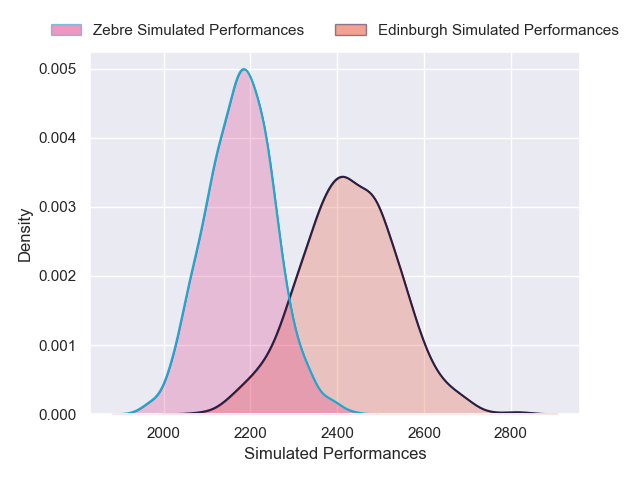 Zebre Simulated Performances Edinburgh Simulated Performances
0.005
0.004
0.003
0.002
0.001
0.000
Density
2000 2200 2400 2600 2800
Simulated Performances